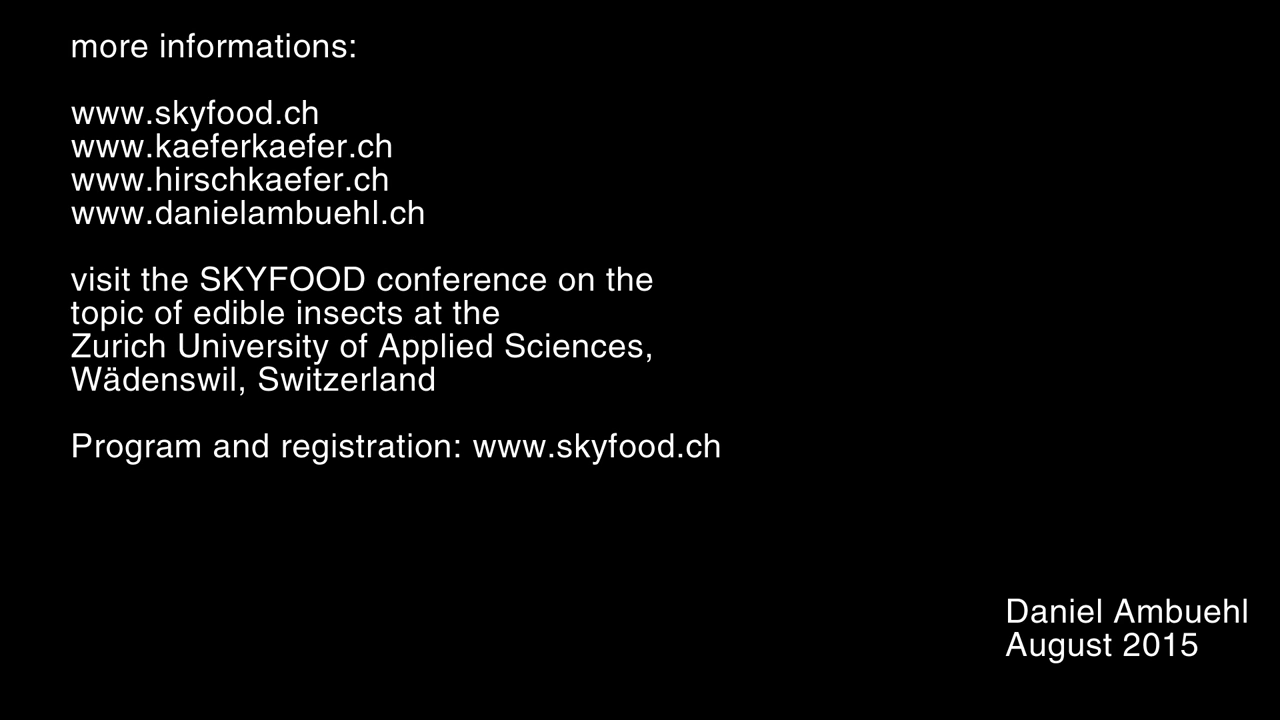 more informations:
www.skyfood.ch
www.kaeferkaefer.ch
www.hirschkaefer.ch
www.danielambuehl.ch
visit the SKYFOOD conference on the
topic of edible insects at the
Zurich University of Applied Sciences,
Wädenswil, Switzerland
Program and registration: www.skyfood.ch
Daniel Ambuehl
August 2015